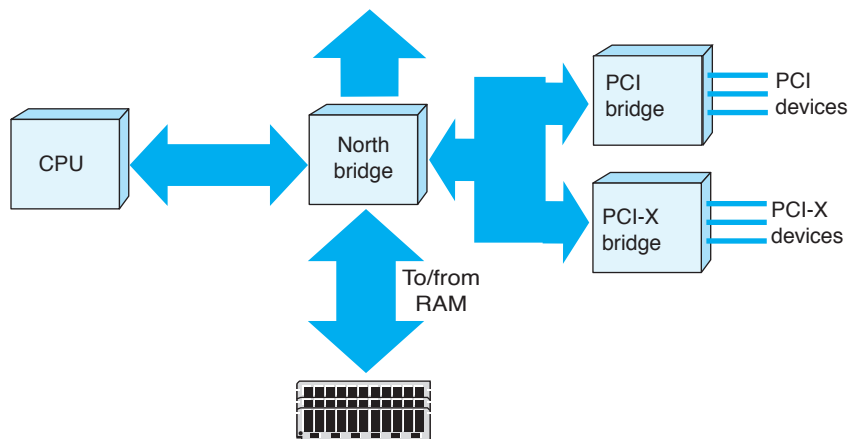 CPU
North
bridge
PCI
bridge
PCI
devices
PCI-X
bridge
PCI-X
devices
To/from
RAM